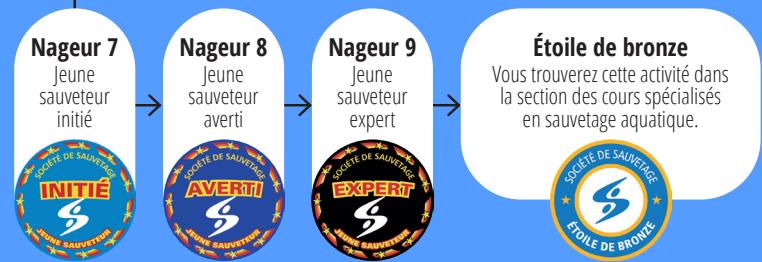 Nageur 7
Jeune
sauveteur
initié
SOCIÉTÉ DE SAUVETAGE
INITIÉ
JEUNE SAUVETEUR
Nageur 8
Jeune
sauveteur
averti
SOCIÉTÉ DE SAUVETAGE
AVERTI
JEUNE SAUVETEUR
Nageur 9
Jeune
sauveteur
expert
SOCIÉTÉ DE SAUVETAGE
EXPERT
JEUNE SAUVETEUR
Étoile de bronze
Vous trouverez cette activité dans
la section des cours spécialisés
en sauvetage aquatique.
SOCIÉTÉ DE SAUVETAGE
ÉTOILE DE BRONZE